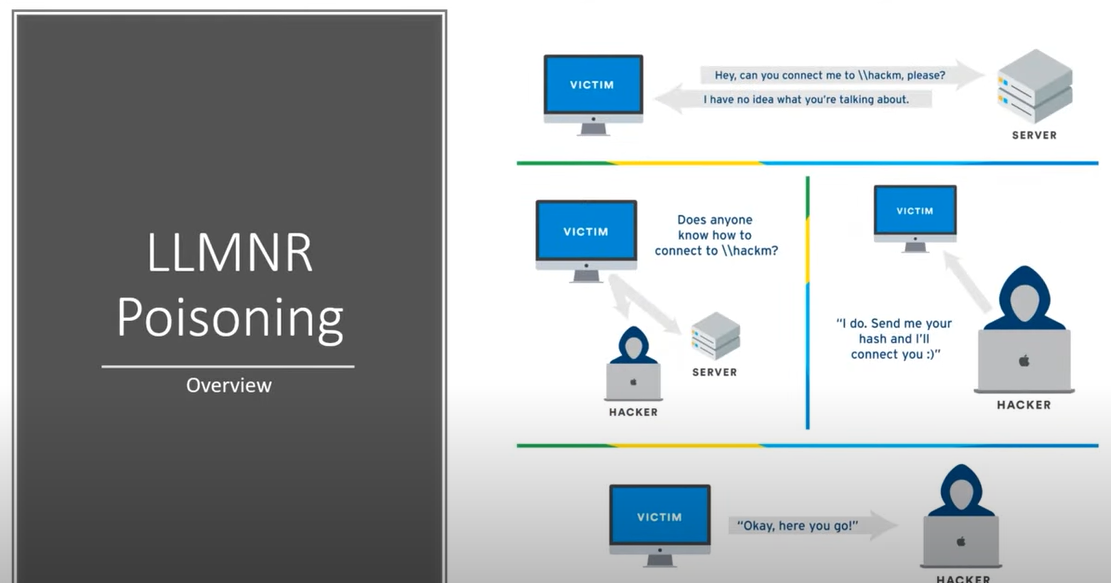 LLMNR
Poisoning
Overview
VICTIM
Hey, can you connect me to \\hackm, please?
I have no idea what you're talking about.
SERVER
VICTIM
Does anyone
know how to
connect to \\hackm?
SERVER
HACKER
VICTIM
“I do. Send me your
hash and I'll
connect you :)”
HACKER
VICTIM
“Okay, here you go!”
HACKER